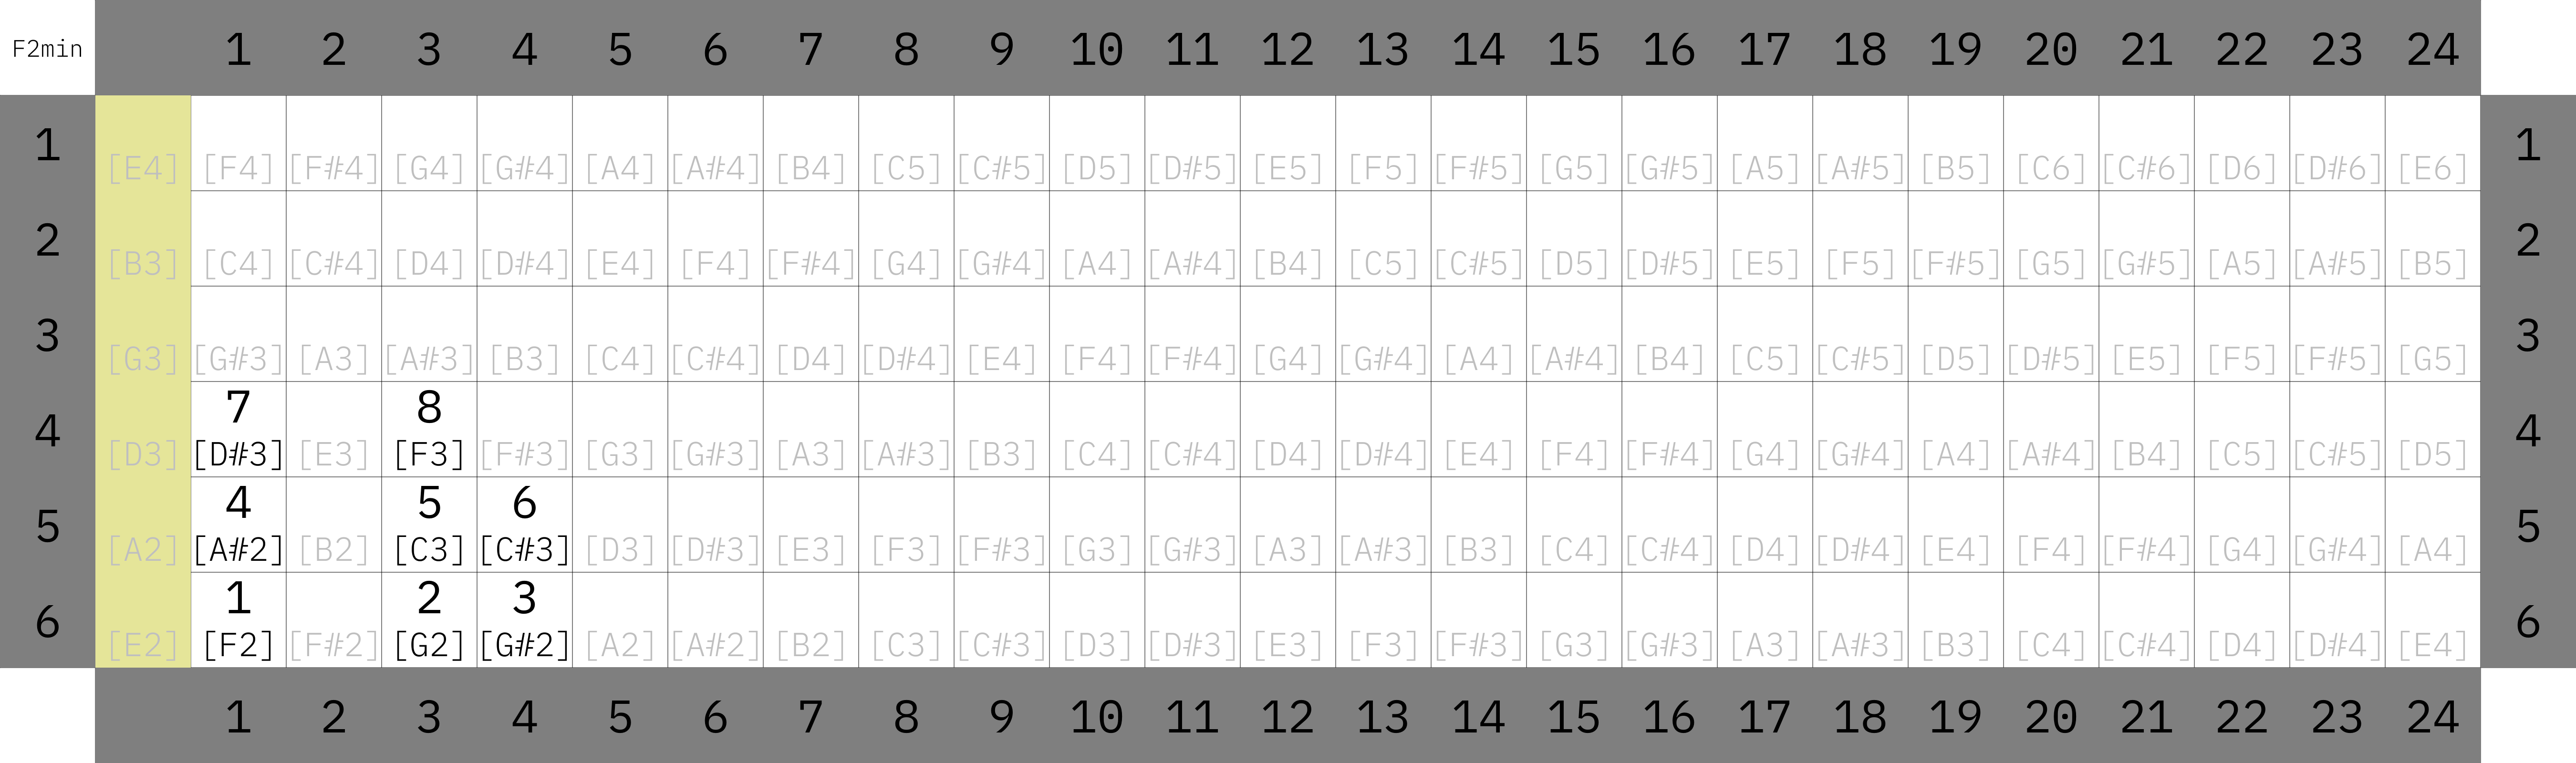 F2min 1 2 3 4 5 6 7 8 9 10 11 12 13 14 15 16 17 18 19 20 21 22 23 24
1 [E4] [F4] [F#4] [G4] [G#4] [A4] [A#4] [B4] [C5] [C#5] [D5] [D#5] [E5] [F5] [F#5] [G5] [G#5] [A5] [A#5] [B5] [C6] [C#6] [D6] [D#6] [E6] 1
2 [B3] [C4] [C#4] [D4] [D#4] [E4] [F4] [F#4] [G4] [G#4] [A4] [A#4] [B4] [C5] [C#5] [D5] [D#5] [E5] [F5] [F#5] [G5] [G#5] [A5] [A#5] [B5] 2
3 [G3] [G#3] [A3] [A#3] [B3] [C4] [C#4] [D4] [D#4] [E4] [F4] [F#4] [G4] [G#4] [A4] [A#4] [B4] [C5] [C#5] [D5] [D#5] [E5] [F5] [F#5] [G5] 3
7 8
4 [D3] [D#3] [E3] [F3] [F#3] [G3] [G#3] [A3] [A#3] [B3] [C4] [C#4] [D4] [D#4] [E4] [F4] [F#4] [G4] [G#4] [A4] [A#4] [B4] [C5] [C#5] [D5] 4
4 5 6
5 [A2] [A#2] [B2] [C3] [C#3] [D3] [D#3] [E3] [F3] [F#3] [G3] [G#3] [A3] [A#3] [B3] [C4] [C#4] [D4] [D#4] [E4] [F4] [F#4] [G4] [G#4] [A4] 5
1 2 3
6 [E2] [F2] [F#2] [G2] [G#2] [A2] [A#2] [B2] [C3] [C#3] [D3] [D#3] [E3] [F3] [F#3] [G3] [G#3] [A3] [A#3] [B3] [C4] [C#4] [D4] [D#4] [E4] 6
1 2 3 4 5 6 7 8 9 10 11 12 13 14 15 16 17 18 19 20 21 22 23 24